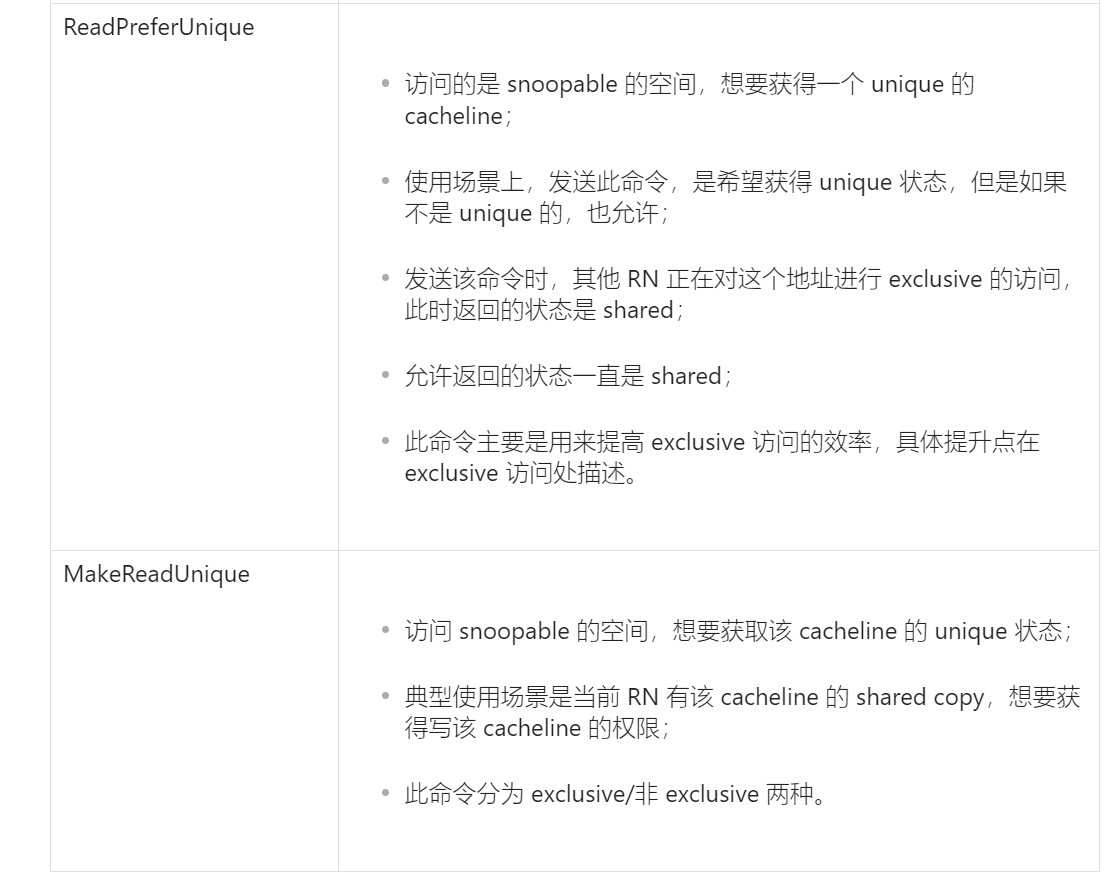 ReadPreferUnique
访问的是 snoopable 的空间，想要获得一个 unique 的
cacheline；
使用场景上，发送此命令，是希望获得 unique 状态，但是如果
不是 unique 的，也允许；
发送该命令时，其他 RN 正在对这个地址进行 exclusive 的访问，
此时返回的状态是 shared；
允许返回的状态一直是 shared；
此命令主要是用来提高 exclusive 访问的效率，具体提升点在
exclusive 访问处描述。
MakeReadUnique
访问 snoopable 的空间，想要获取该 cacheline 的 unique 状态；
典型使用场景是当前 RN 有该 cacheline 的 shared copy，想要获
得写该 cacheline 的权限；
此命令分为 exclusive/非 exclusive 两种。